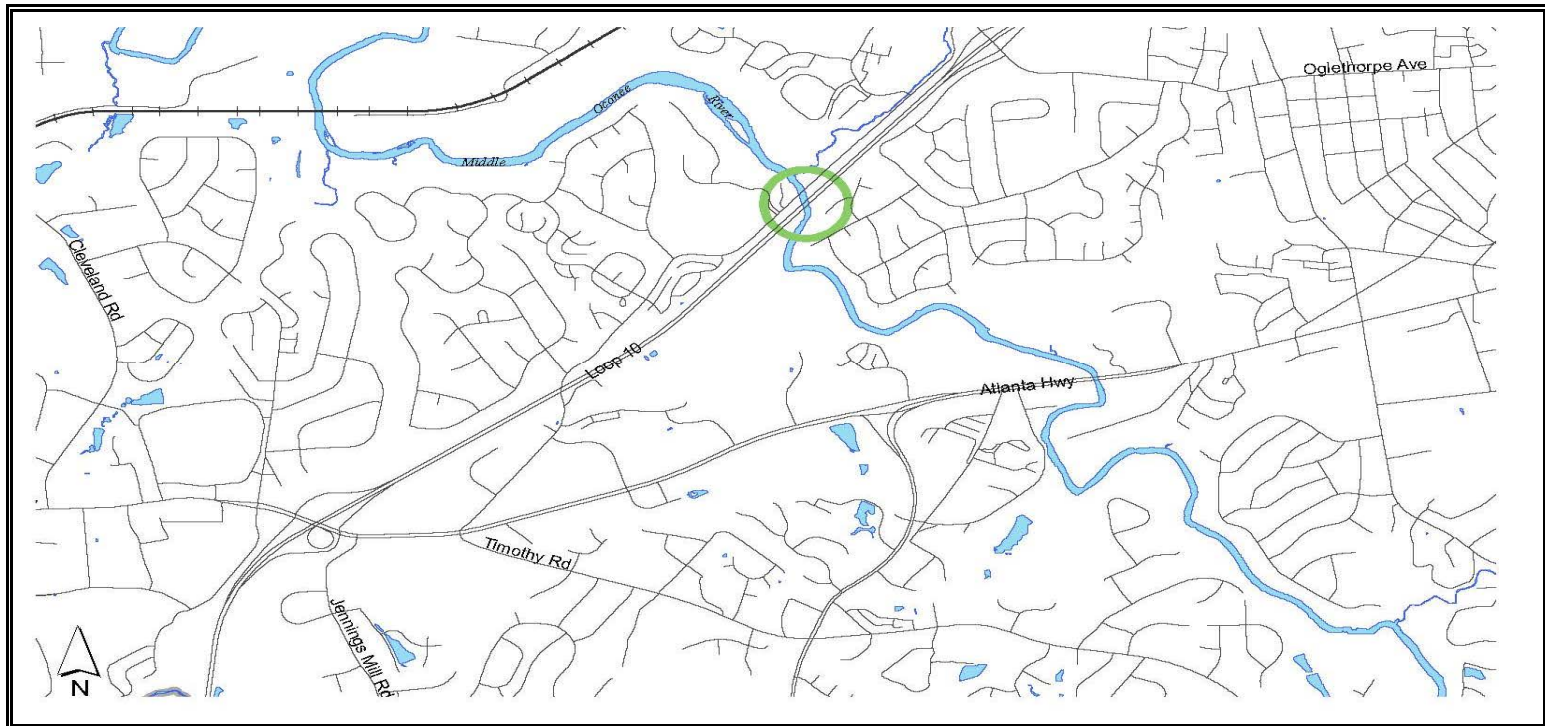 Oglethorpe Ave
Oconee
River
Middle
Cleveland Rd
Loop 10
Atlanta Hwy
Timothy Rd
Jennings Mill Rd
N